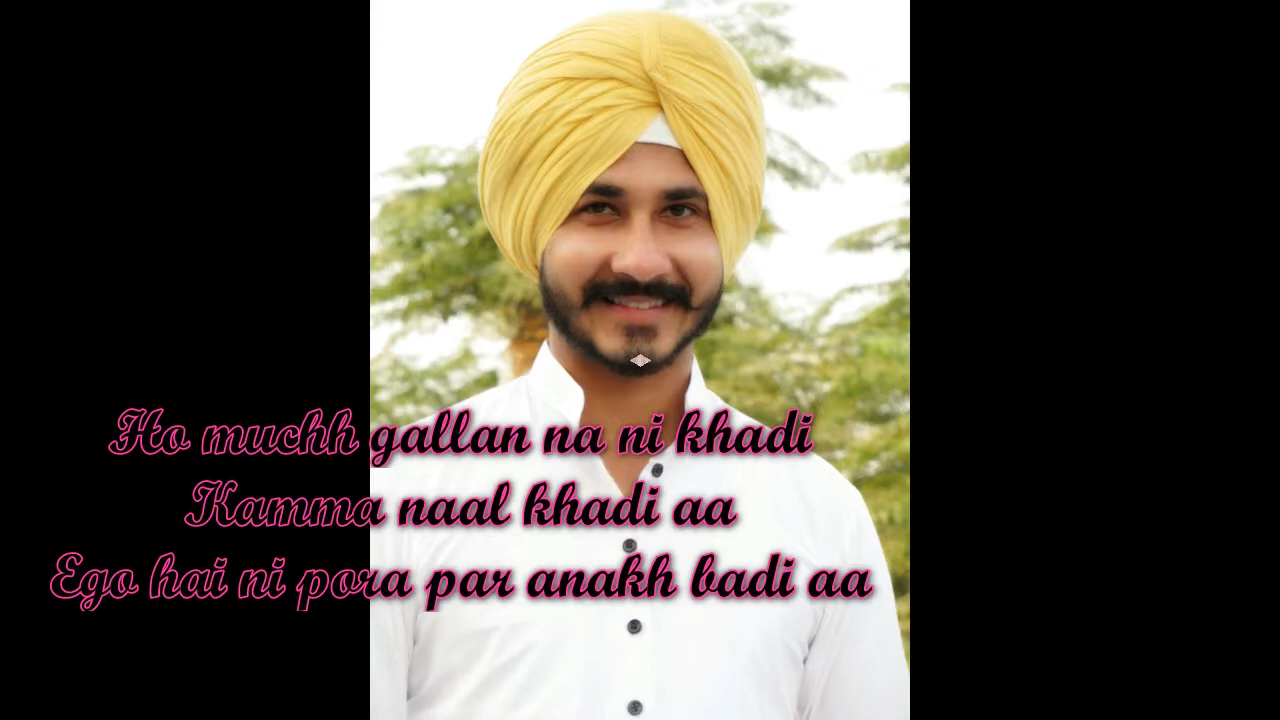 Ho muchh gallan na ni khadi
Kamma naal khadi aa
Ego hai ni pora par anakh badi aa